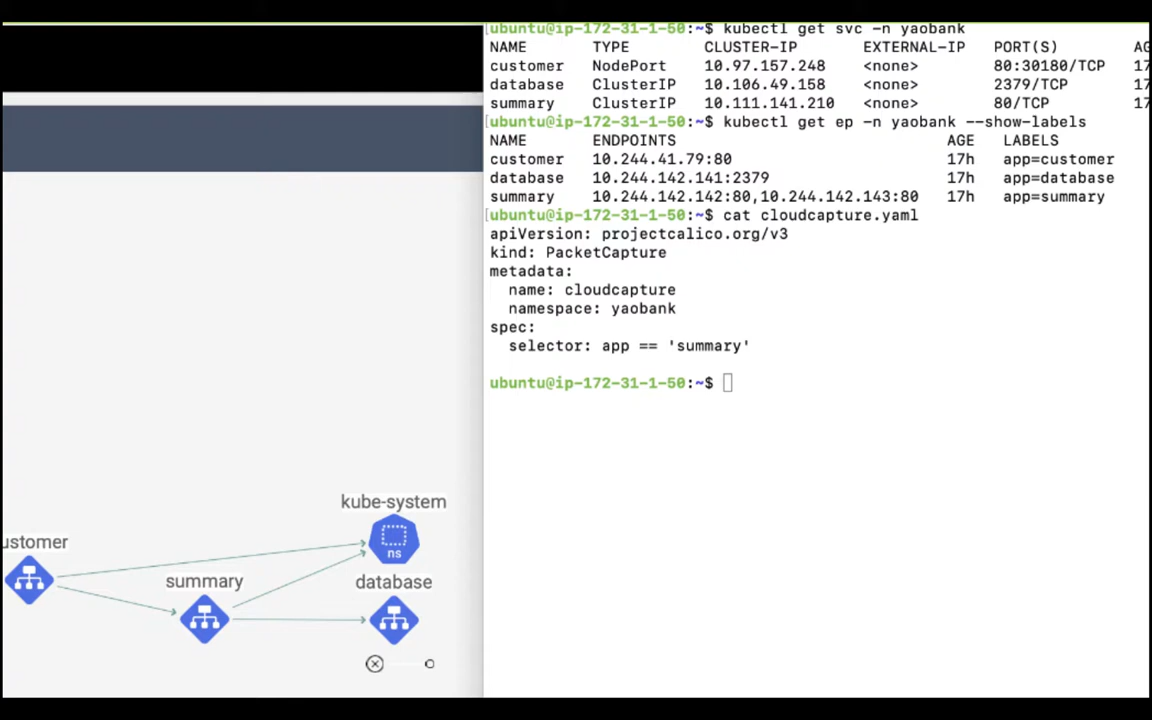 ubuntu@ip-172-31-1-50:~$ kubectl get svc -n yaobank
NAME TYPE CLUSTER-IP EXTERNAL-IP PORT(S) AG
customer NodePort 10.97.157.248 <none> 80:30180/TCP 17
database ClusterIP 10.106.49.158 <none> 2379/TCP 17
summary ClusterIP 10.111.141.210 <none> 80/TCP 17
[ubuntu@ip-172-31-1-50:~$ kubectl get ep -n yaobank --show-labels
NAME ENDPOINTS AGE LABELS
customer 10.244.41.79:80 17h app=customer
database 10.244.142.141:2379 17h app=database
summary 10.244.142.142:80,10.244.142.143:80 17h app=summary
[ubuntu@ip-172-31-1-50:~$ cat cloudcapture.yaml
apiVersion: projectcalico.org/v3
kind: PacketCapture
metadata:
  name: cloudcapture
  namespace: yaobank
spec:
  selector: app == 'summary'
ubuntu@ip-172-31-1-50:~$
kube-system
ns
ustomer
summary
database